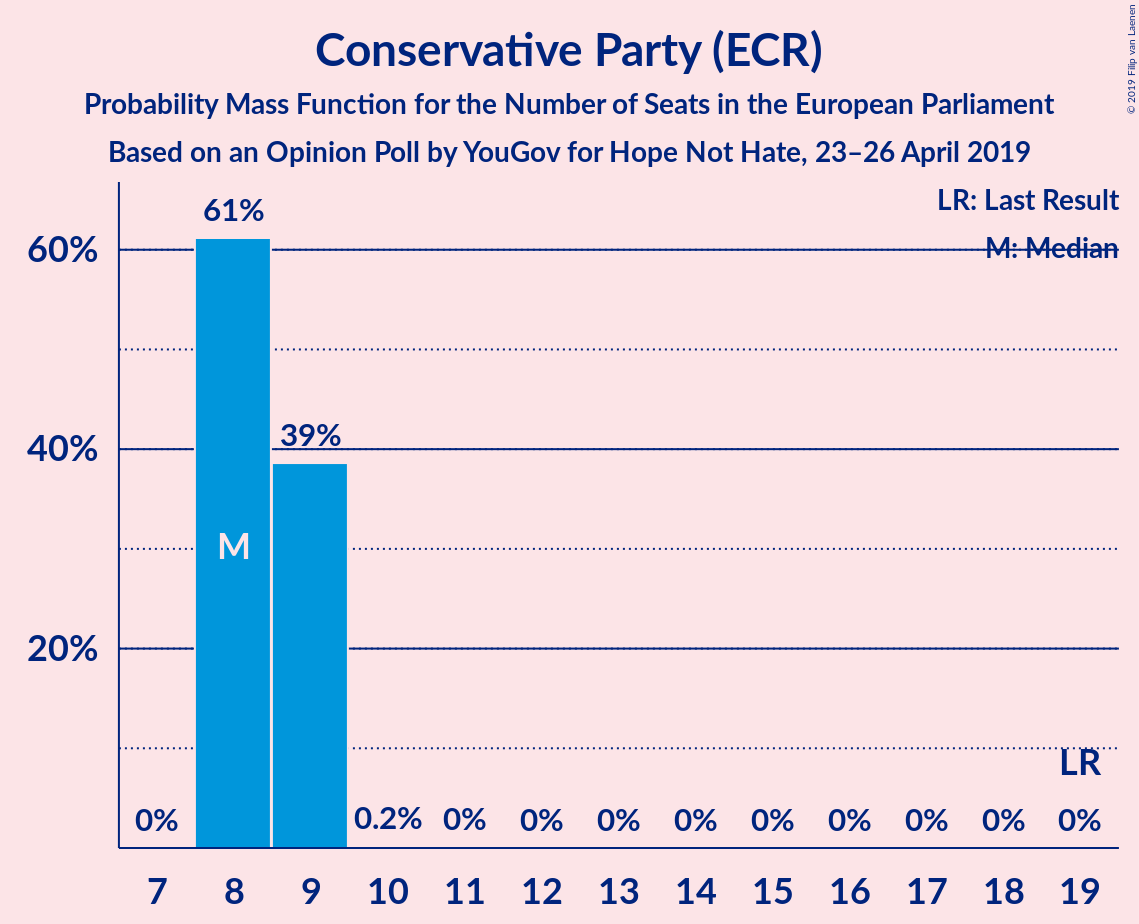 Conservative Party (ECR)
Probability Mass Function for the Number of Seats in the European Parliament
Based on an Opinion Poll by YouGov for Hope Not Hate, 23–26 April 2019
© 2019 Filip van Laenen
LR: Last Result
M: Median
61%
60%
39%
40%
M
20%
LR
0% 0.2% 0% 0% 0% 0% 0% 0% 0% 0% 0%
7 8 9 10 11 12 13 14 15 16 17 18 19